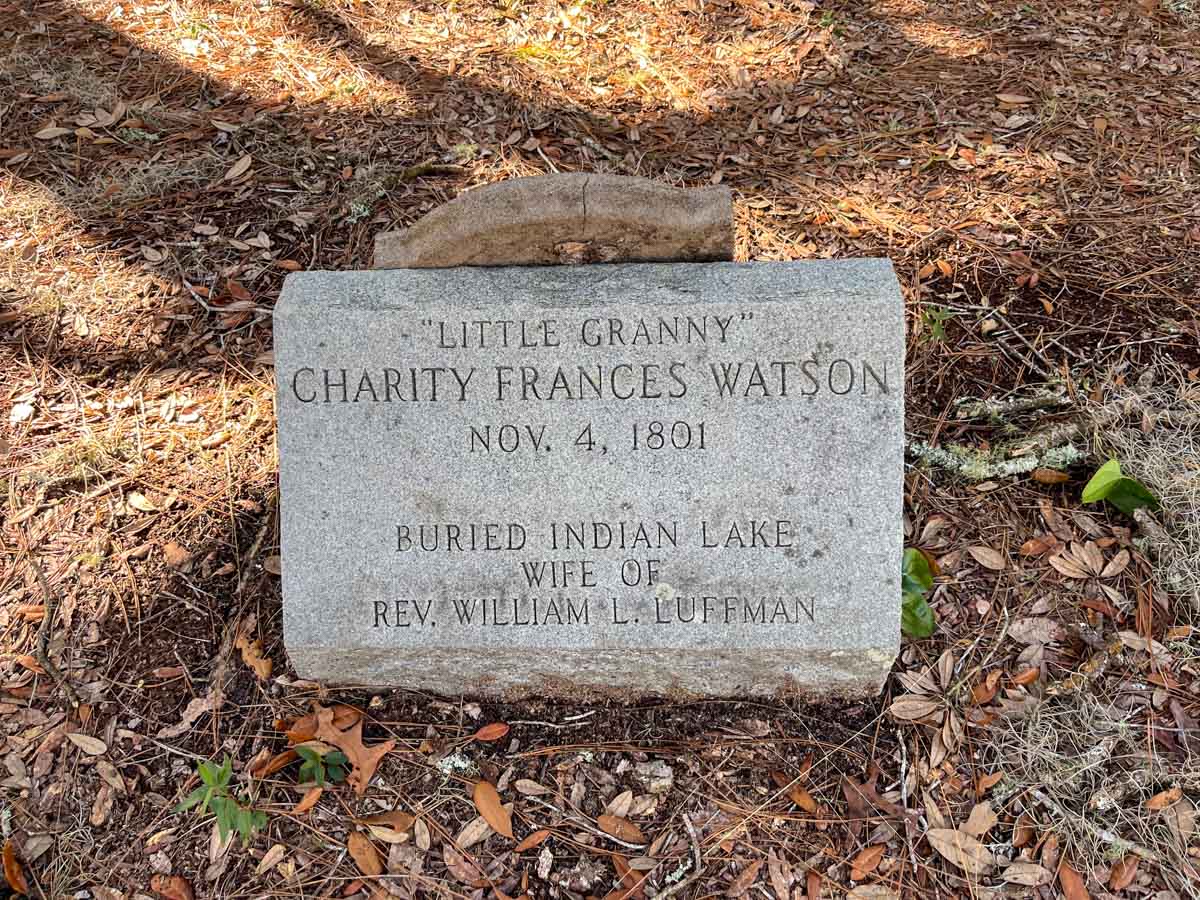 "LITTLE GRANNY"
CHARITY FRANCES WATSON
NOV. 4, 1801
BURIED INDIAN LAKE
WIFE OF
REV. WILLIAM L. LUFFMAN